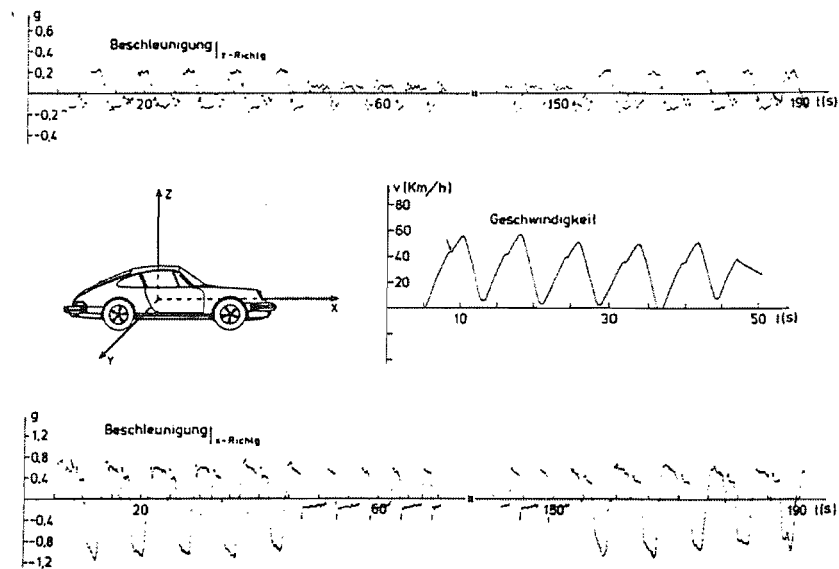 g
0,6
Beschleunigung|z-Richtg
0,2
20
60
150
190 t(s)
-0,2
-0,4
Z
X
Y
v (Km/h)
80
Geschwindigkeit
60
40
20
10
30
50 t(s)
g
1,2
Beschleunigung|x-Richtg
0,8
0,4
20
60
150
190 t(s)
-0,4
-0,8
-1,2